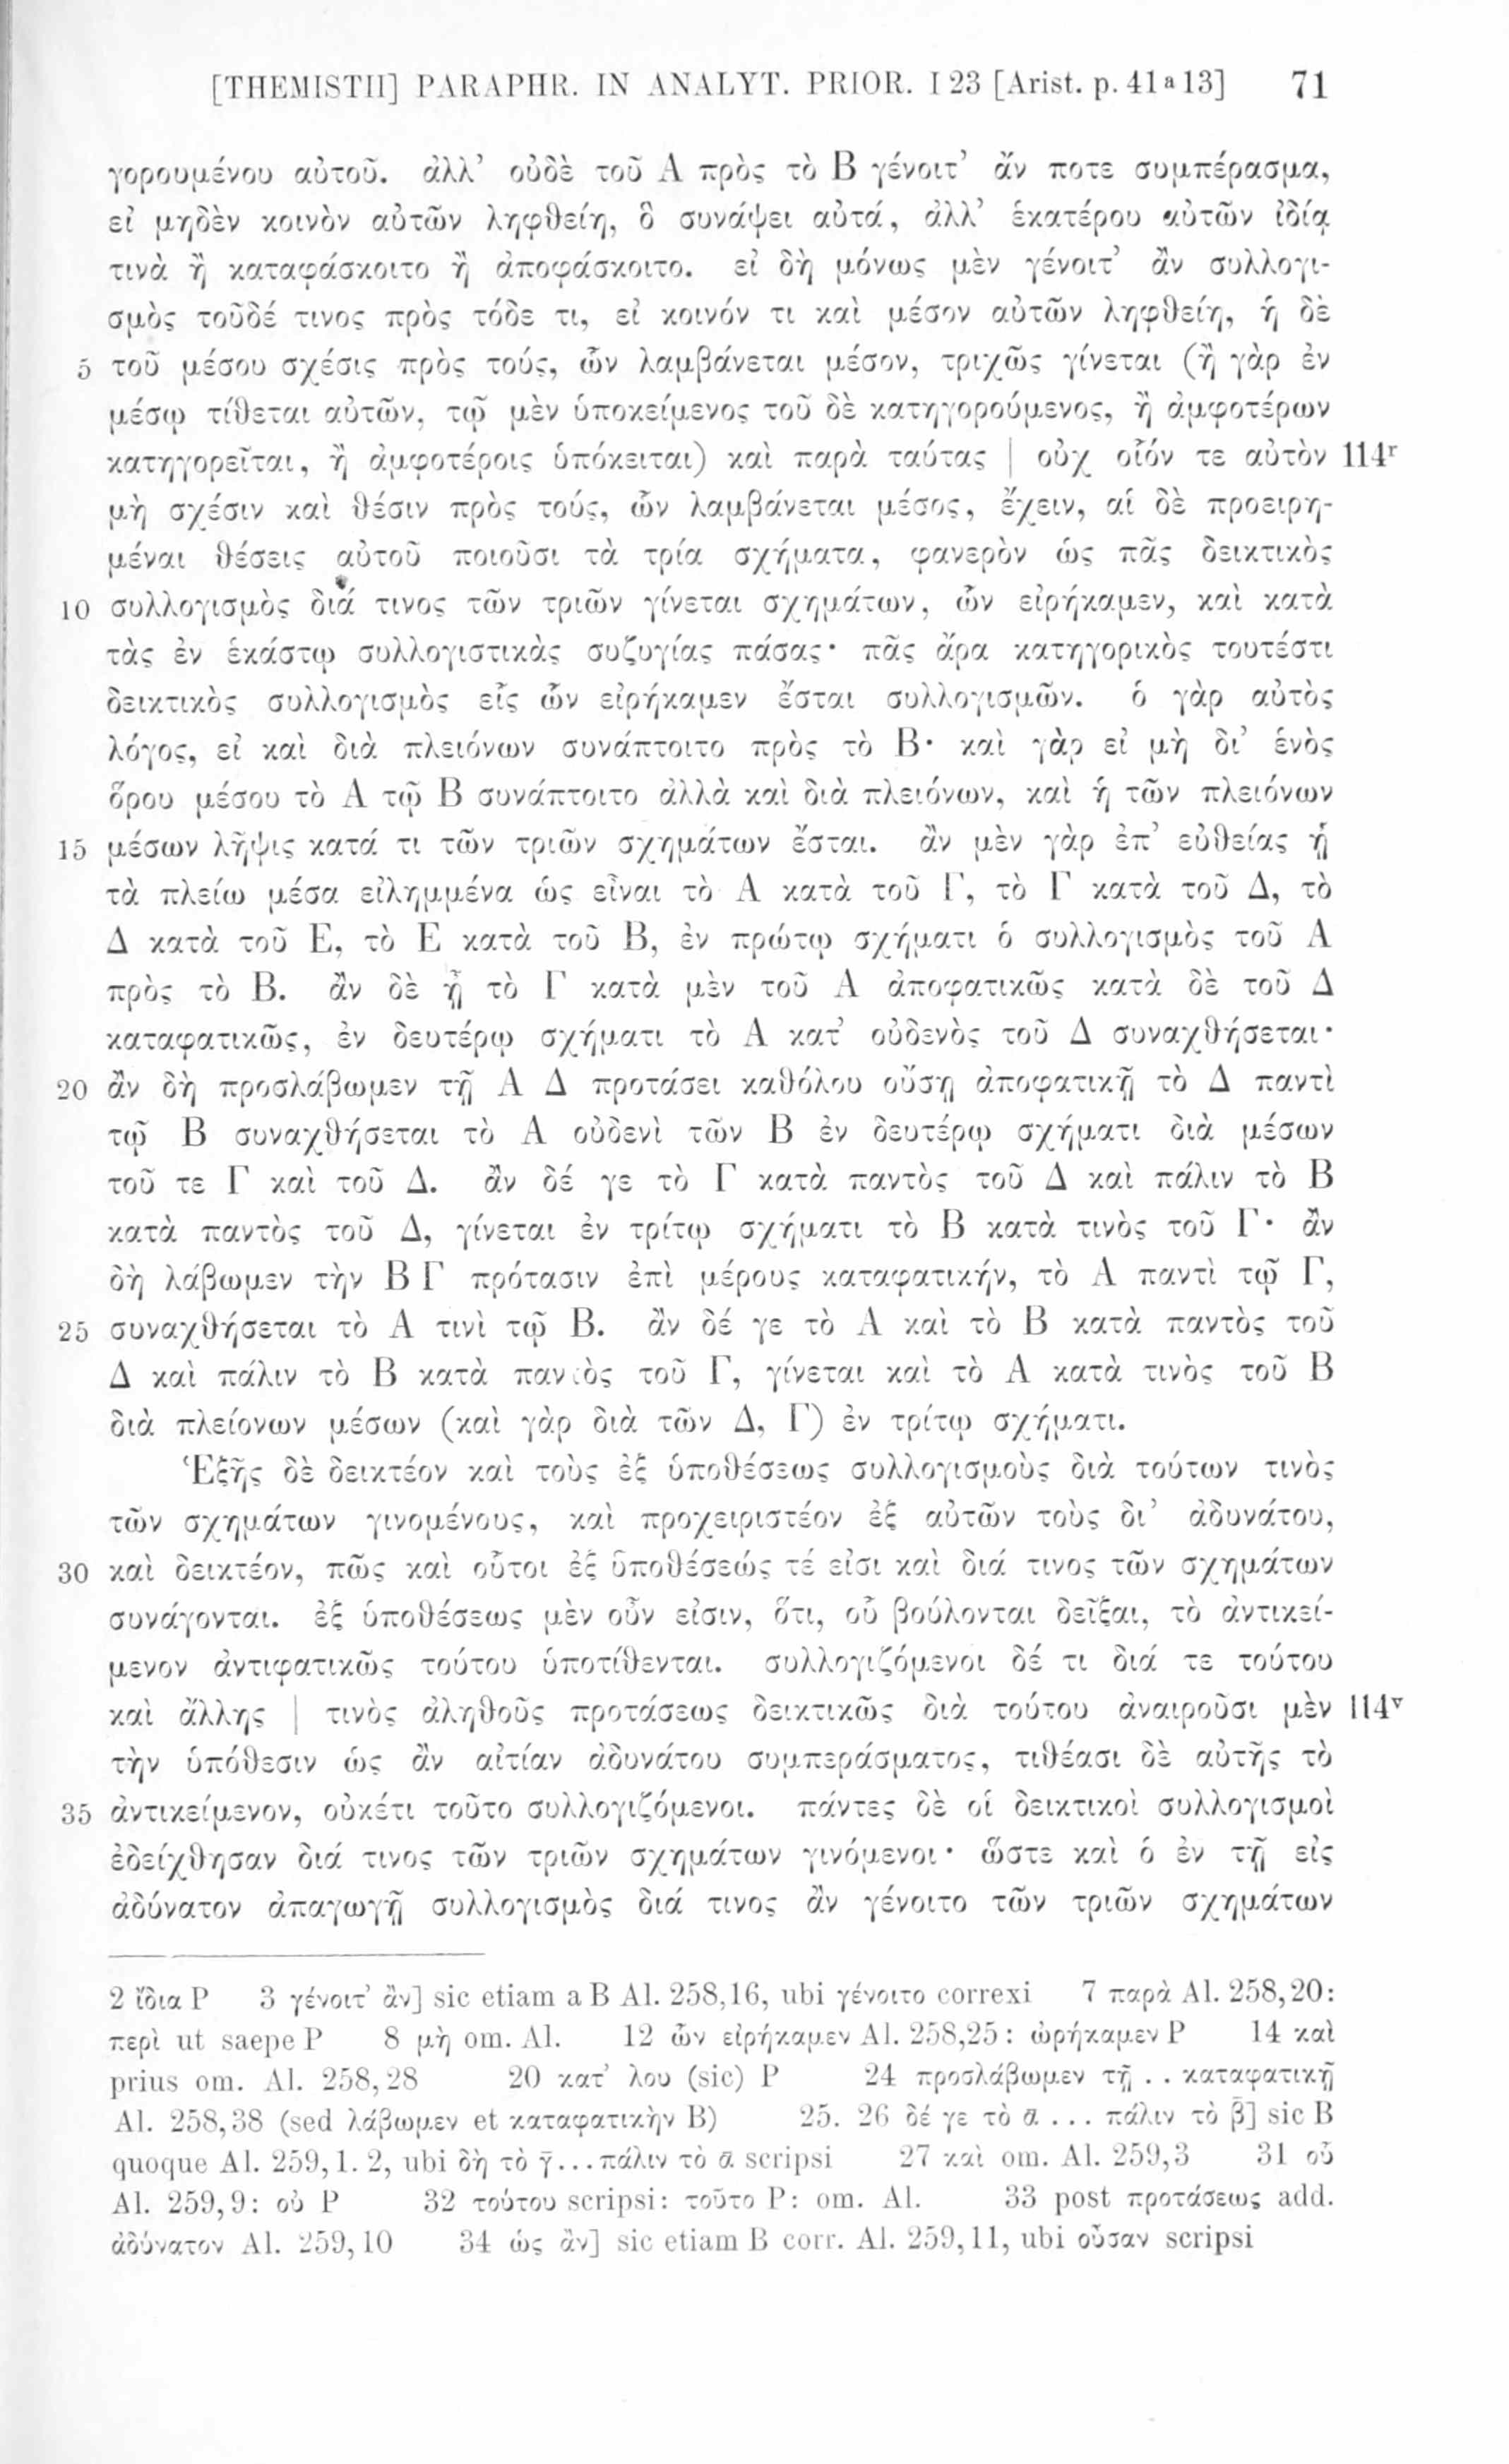 [THEMISTII] PARAPHR. IN ANALYT. PRIOR. I 23 [Arist. p. 41a13] 71
γορουμένου αὐτοῦ. ἀλλ’ οὐδὲ τοῦ Α πρὸς τὸ Β γένοιτ’ ἄν ποτε συμπέρασμα,
εἰ μηδὲν κοινὸν αὐτῶν ληφθείη, ὃ συνάψει αὐτά, ἀλλ’ ἑκατέρου αὐτῶν ἰδίᾳ
τινὰ ἢ καταφάσκοιτο ἢ ἀποφάσκοιτο. εἰ δὴ μόνως μὲν γένοιτ’ ἂν συλλογι-
σμὸς τοῦδέ τινος πρὸς τόδε τι, εἰ κοινόν τι καὶ μέσον αὐτῶν ληφθείη, ἡ δὲ
5 τοῦ μέσου σχέσις πρὸς τούς, ὧν λαμβάνεται μέσον, τριχῶς γίνεται (ἢ γὰρ ἐν
μέσῳ τίθεται αὐτῶν, τῷ μὲν ὑποκείμενος τοῦ δὲ κατηγορούμενος, ἢ ἀμφοτέρων
κατηγορεῖται, ἢ ἀμφοτέροις ὑπόκειται) καὶ παρὰ ταύτας | οὐχ οἷόν τε αὐτὸν 114r
μὴ σχέσιν καὶ θέσιν πρὸς τούς, ὧν λαμβάνεται μέσος, ἔχειν, αἱ δὲ προειρη-
μέναι θέσεις αὐτοῦ ποιοῦσι τὰ τρία σχήματα, φανερὸν ὡς πᾶς δεικτικὸς
10 συλλογισμὸς διά τινος τῶν τριῶν γίνεται σχημάτων, ὧν εἰρήκαμεν, καὶ κατὰ
τὰς ἐν ἑκάστῳ συλλογιστικὰς συζυγίας πάσας· πᾶς ἄρα κατηγορικὸς τουτέστι
δεικτικὸς συλλογισμὸς εἷς ὧν εἰρήκαμεν ἔσται συλλογισμῶν. ὁ γὰρ αὐτὸς
λόγος, εἰ καὶ διὰ πλειόνων συνάπτοιτο πρὸς τὸ Β· καὶ γὰρ εἰ μὴ δι’ ἑνὸς
ὅρου μέσου τὸ Α τῷ Β συνάπτοιτο ἀλλὰ καὶ διὰ πλειόνων, καὶ ἡ τῶν πλειόνων
15 μέσων λῆψις κατά τι τῶν τριῶν σχημάτων ἔσται. ἂν μὲν γὰρ ἐπ’ εὐθείας ᾖ
τὰ πλείω μέσα εἰλημμένα ὡς εἶναι τὸ Α κατὰ τοῦ Γ, τὸ Γ κατὰ τοῦ Δ, τὸ
Δ κατὰ τοῦ Ε, τὸ Ε κατὰ τοῦ Β, ἐν πρώτῳ σχήματι ὁ συλλογισμὸς τοῦ Α
πρὸς τὸ Β. ἂν δὲ ᾖ τὸ Γ κατὰ μὲν τοῦ Α ἀποφατικῶς κατὰ δὲ τοῦ Δ
καταφατικῶς, ἐν δευτέρῳ σχήματι τὸ Α κατ’ οὐδενὸς τοῦ Δ συναχθήσεται·
20 ἂν δὴ προσλάβωμεν τῇ Α Δ προτάσει καθόλου οὔσῃ ἀποφατικῇ τὸ Δ παντὶ
τῷ Β συναχθήσεται τὸ Α οὐδενὶ τῶν Β ἐν δευτέρῳ σχήματι διὰ μέσων
τοῦ τε Γ καὶ τοῦ Δ. ἂν δέ γε τὸ Γ κατὰ παντὸς τοῦ Δ καὶ πάλιν τὸ Β
κατὰ παντὸς τοῦ Δ, γίνεται ἐν τρίτῳ σχήματι τὸ Β κατὰ τινὸς τοῦ Γ· ἂν
δὴ λάβωμεν τὴν Β Γ πρότασιν ἐπὶ μέρους καταφατικήν, τὸ Α παντὶ τῷ Γ,
25 συναχθήσεται τὸ Α τινὶ τῷ Β. ἂν δέ γε τὸ Α καὶ τὸ Β κατὰ παντὸς τοῦ
Δ καὶ πάλιν τὸ Β κατὰ παντὸς τοῦ Γ, γίνεται καὶ τὸ Α κατὰ τινὸς τοῦ Β
διὰ πλείονων μέσων (καὶ γὰρ διὰ τῶν Δ, Γ) ἐν τρίτῳ σχήματι.
Ἑξῆς δὲ δεικτέον καὶ τοὺς ἐξ ὑποθέσεως συλλογισμοὺς διὰ τούτων τινὸς
τῶν σχημάτων γινομένους, καὶ προχειριστέον ἐξ αὐτῶν τοὺς δι’ ἀδυνάτου,
30 καὶ δεικτέον, πῶς καὶ οὗτοι ἐξ ὑποθέσεώς τέ εἰσι καὶ διά τινος τῶν σχημάτων
συνάγονται. ἐξ ὑποθέσεως μὲν οὖν εἰσιν, ὅτι, οὗ βούλονται δεῖξαι, τὸ ἀντικεί-
μενον ἀντιφατικῶς τούτου ὑποτίθενται. συλλογιζόμενοι δέ τι διά τε τούτου
καὶ ἄλλης | τινὸς ἀληθοῦς προτάσεως δεικτικῶς διὰ τούτου ἀναιροῦσι μὲν 114v
τὴν ὑπόθεσιν ὡς ἂν αἰτίαν ἀδυνάτου συμπεράσματος, τιθέασι δὲ αὐτῆς τὸ
35 ἀντικείμενον, οὐκέτι τοῦτο συλλογιζόμενοι. πάντες δὲ οἱ δεικτικοὶ συλλογισμοὶ
ἐδείχθησαν διά τινος τῶν τριῶν σχημάτων γινόμενοι· ὥστε καὶ ὁ ἐν τῇ εἰς
ἀδύνατον ἀπαγωγῇ συλλογισμὸς διά τινος ἂν γένοιτο τῶν τριῶν σχημάτων
2 ἴδια P 3 γένοιτ’ ἂν] sic etiam a B Al. 258,16, ubi γένοιτο correxi 7 παρὰ Al. 258,20:
περὶ ut saepe P 8 μὴ om. Al. 12 ὧν εἰρήκαμεν Al. 258,25: ὡρήκαμεν P 14 καὶ
prius om. Al. 258,28 20 κατ’ λου (sic) P 24 προσλάβωμεν τῇ . . καταφατικῇ
Al. 258,38 (sed λάβωμεν et καταφατικὴν B) 25. 26 δέ γε τὸ ᾱ ... πάλιν τὸ β̄] sic B
quoque Al. 259,1. 2, ubi δὴ τὸ γ̄...πάλιν τὸ ᾱ scripsi 27 καὶ om. Al. 259,3 31 οὗ
Al. 259,9: οὐ P 32 τούτου scripsi: τοῦτο P: om. Al. 33 post προτάσεως add.
ἀδύνατον Al. 259,10 34 ὡς ἂν] sic etiam B corr. Al. 259,11, ubi οὖσαν scripsi